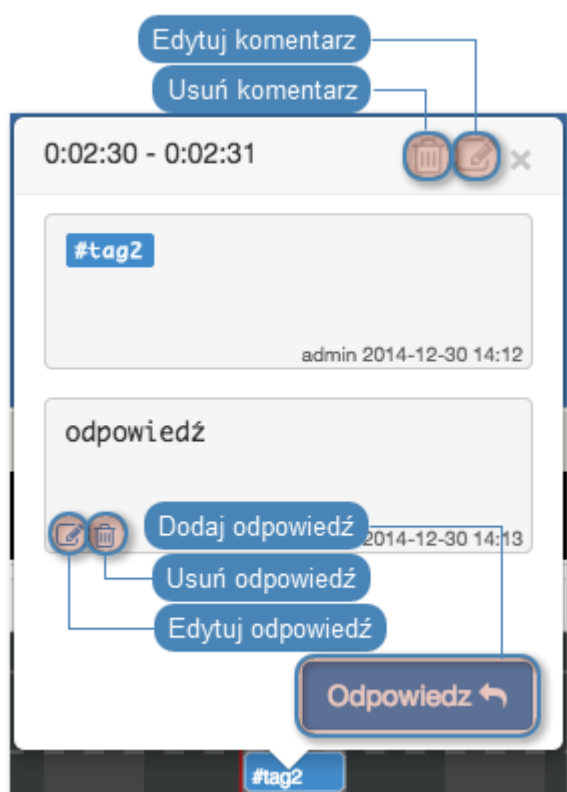 Edytuj komentarz
Usuń komentarz
0:02:30 - 0:02:31
×
#tag2
admin 2014-12-30 14:12
odpowiedź
Dodaj odpowiedź
2014-12-30 14:13
Usuń odpowiedź
Edytuj odpowiedź
Odpowiedz
#tag2